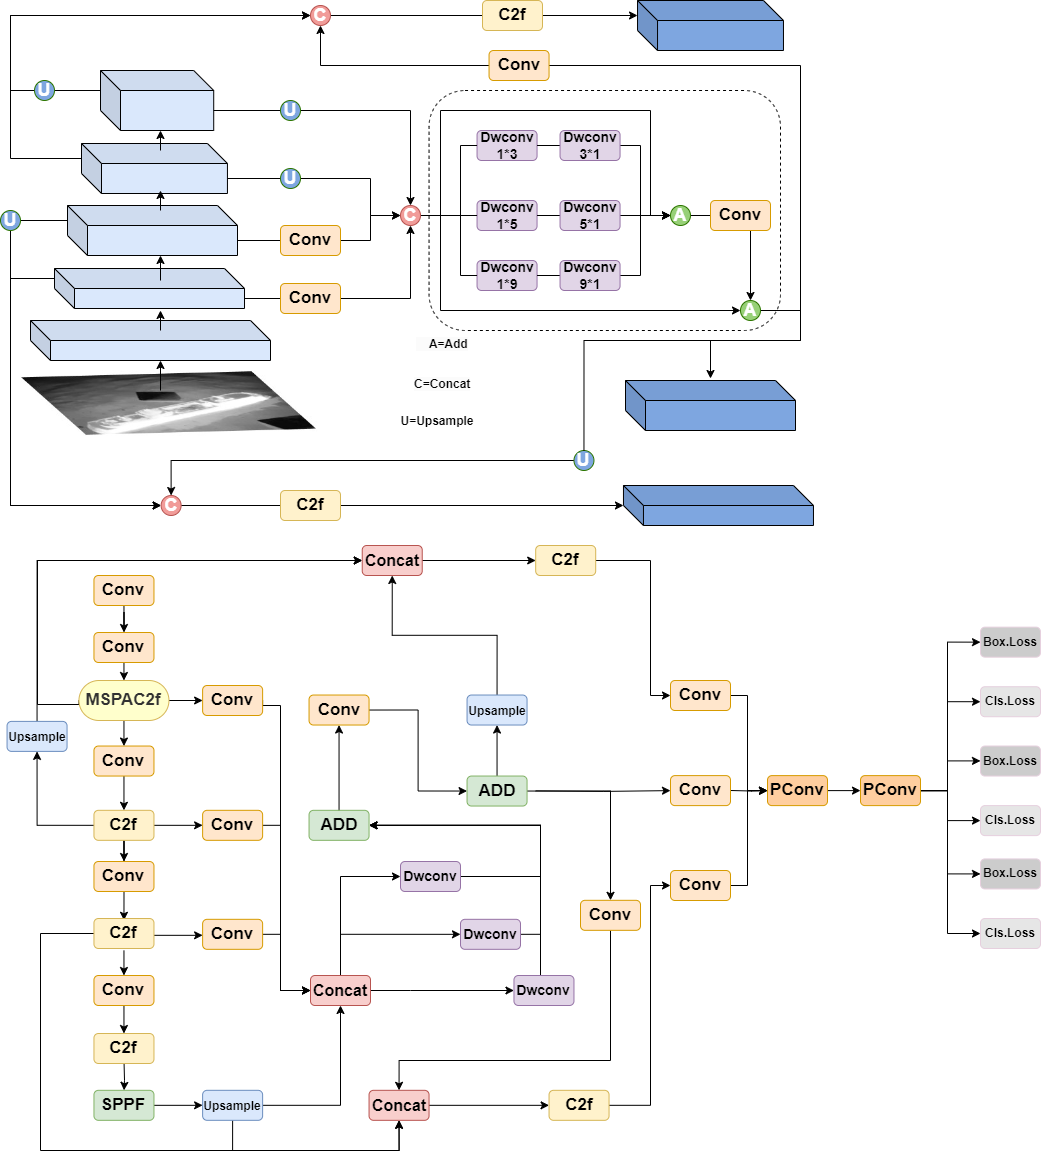 C
C2f
Conv
U
U
Dwconv
1*3
Dwconv
3*1
U
U
C
Dwconv
1*5
Dwconv
5*1
A
Conv
Conv
Dwconv
1*9
Dwconv
9*1
Conv
A
A=Add
C=Concat
U=Upsample
U
C
C2f
Concat
C2f
Conv
Conv
MSPAC2f
Conv
Conv
Upsample
Conv
Upsample
Conv
Conv
ADD
Conv
PConv
PConv
C2f
Conv
ADD
Conv
Dwconv
Conv
Conv
C2f
Conv
Dwconv
Conv
Concat
Dwconv
C2f
SPPF
Upsample
Concat
C2f
Box.Loss
Cls.Loss
Box.Loss
Cls.Loss
Box.Loss
Cls.Loss